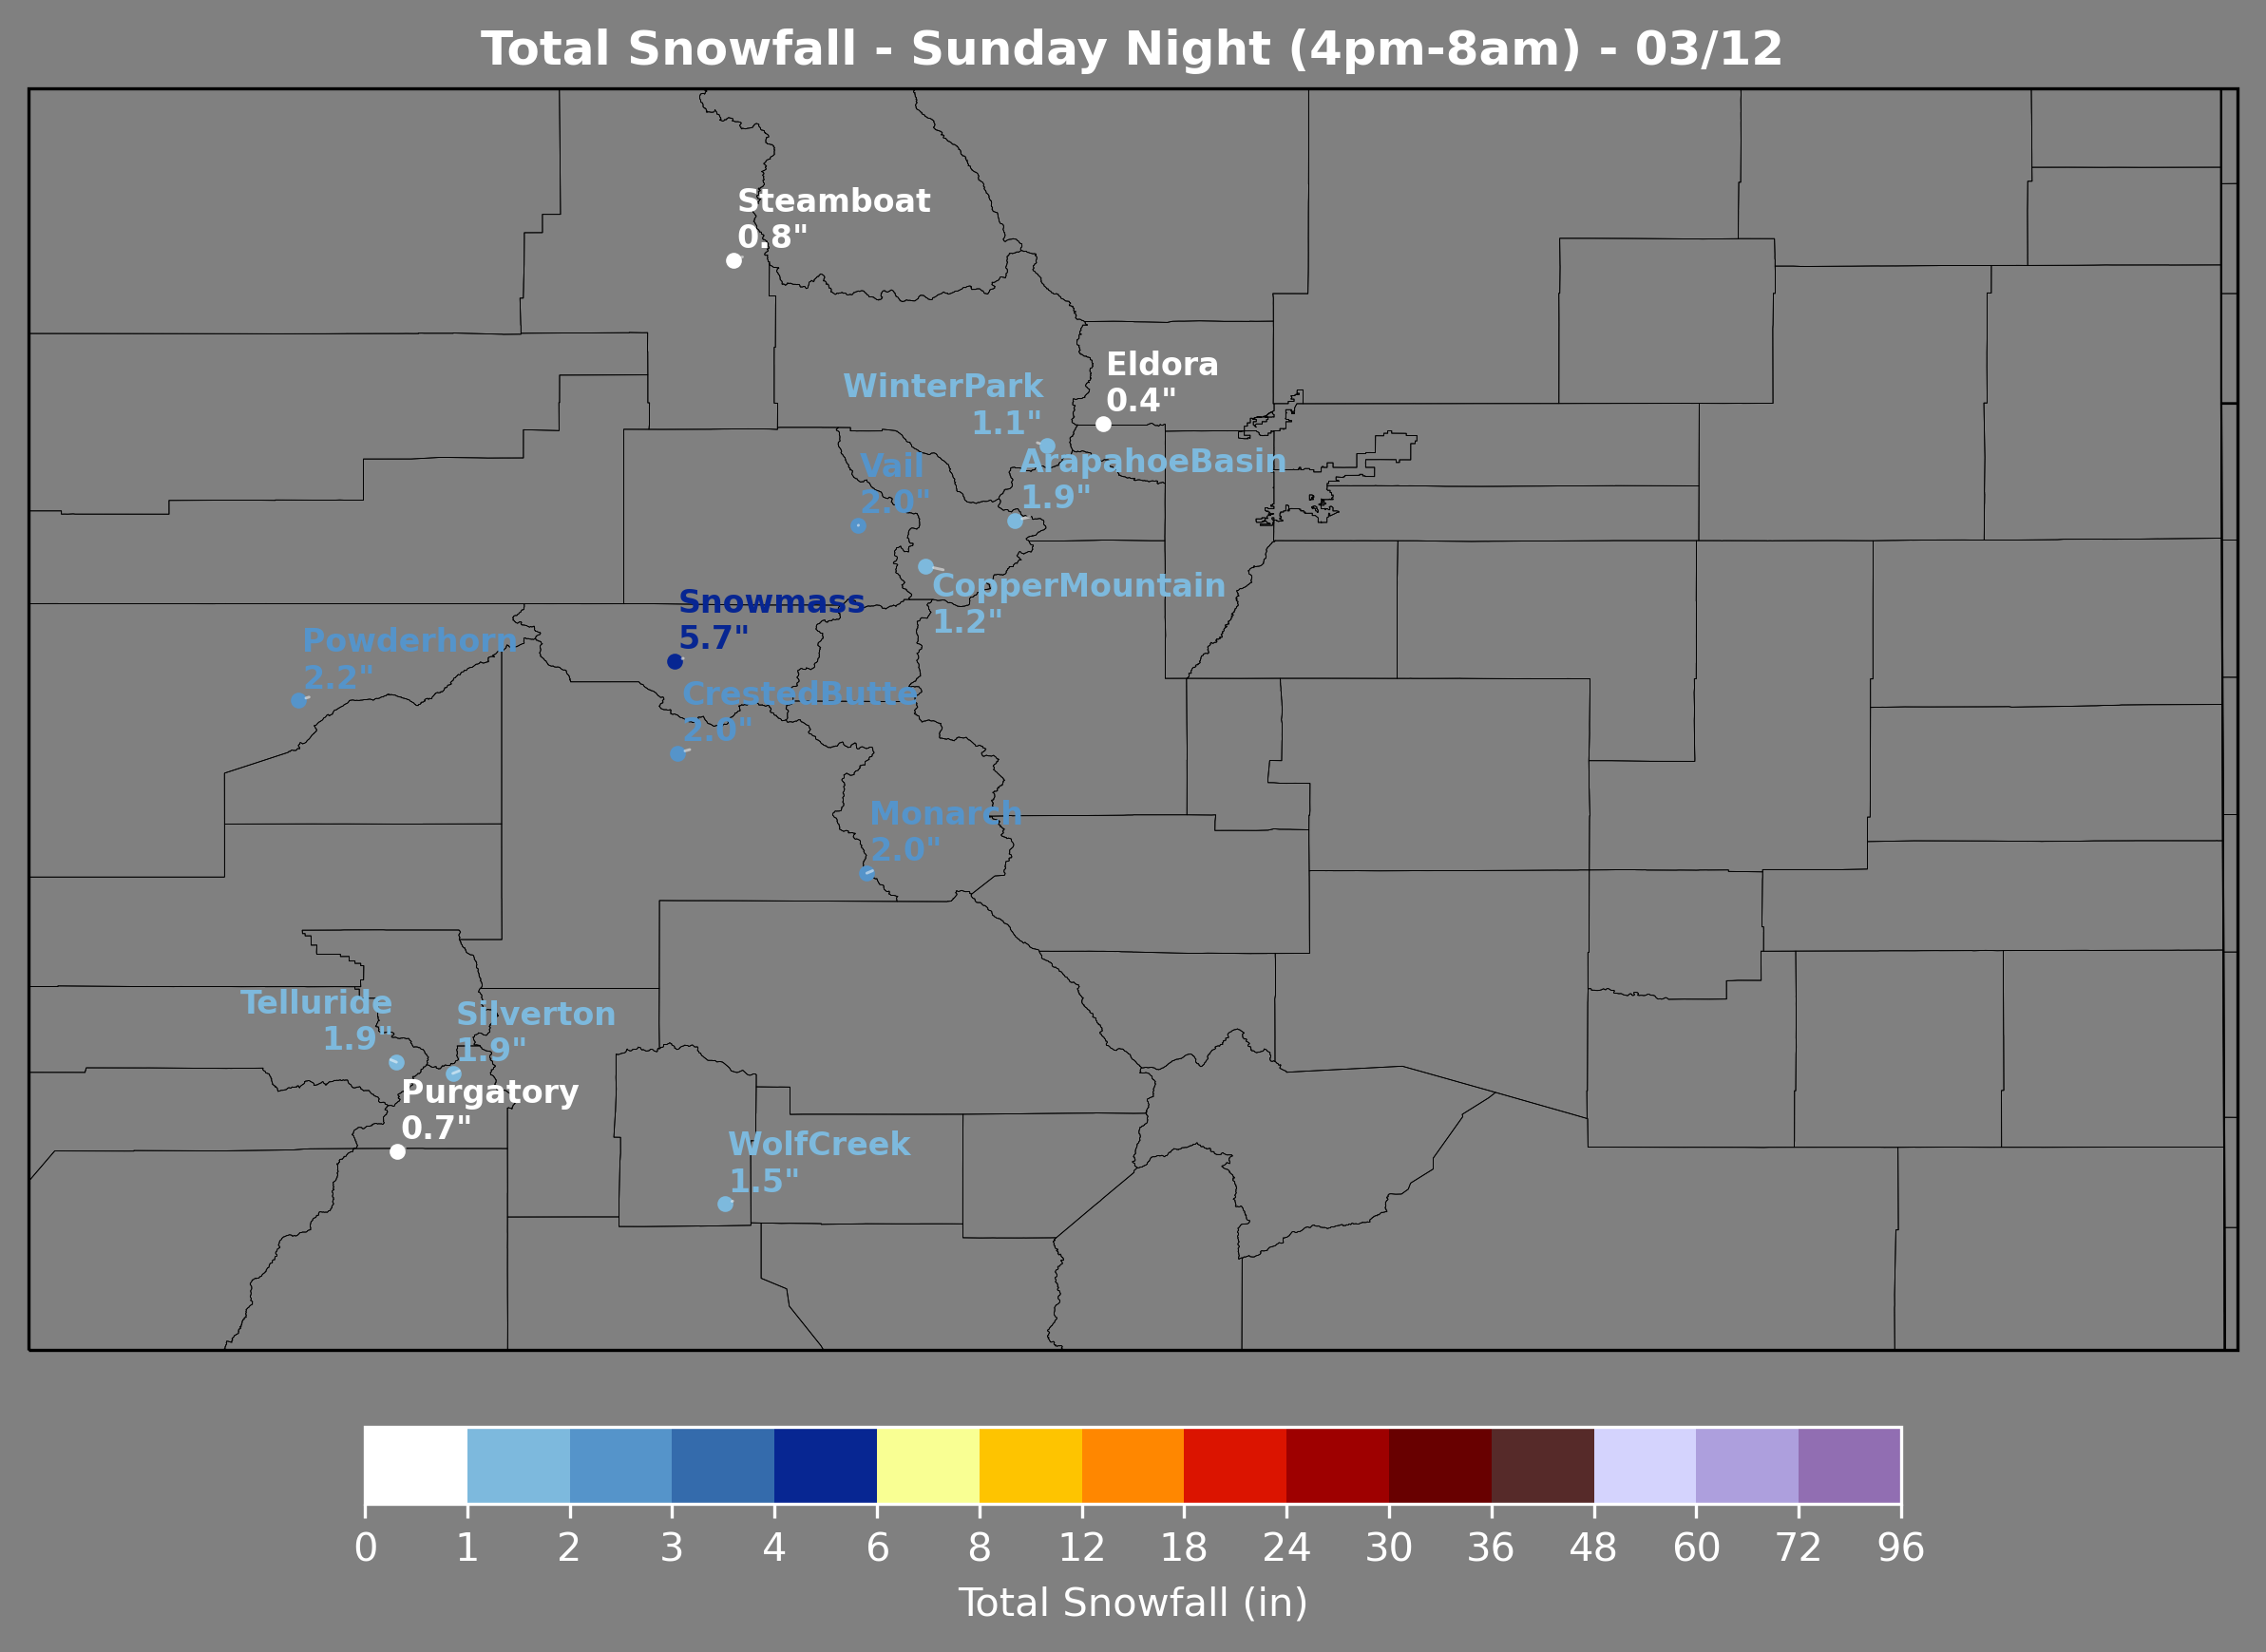 Total Snowfall - Sunday Night (4pm-8am) - 03/12
Steamboat
0.8"
Eldora
0.4"
WinterPark
1.1"
ArapahoeBasin
1.9"
Vail
2.0"
CopperMountain
1.2"
Snowmass
5.7"
Powderhorn
2.2"
CrestedButte
2.0"
Monarch
2.0"
Telluride
1.9"
Silverton
1.9"
Purgatory
0.7"
WolfCreek
1.5"
0 1 2 3 4 6 8 12 18 24 30 36 48 60 72 96
Total Snowfall (in)